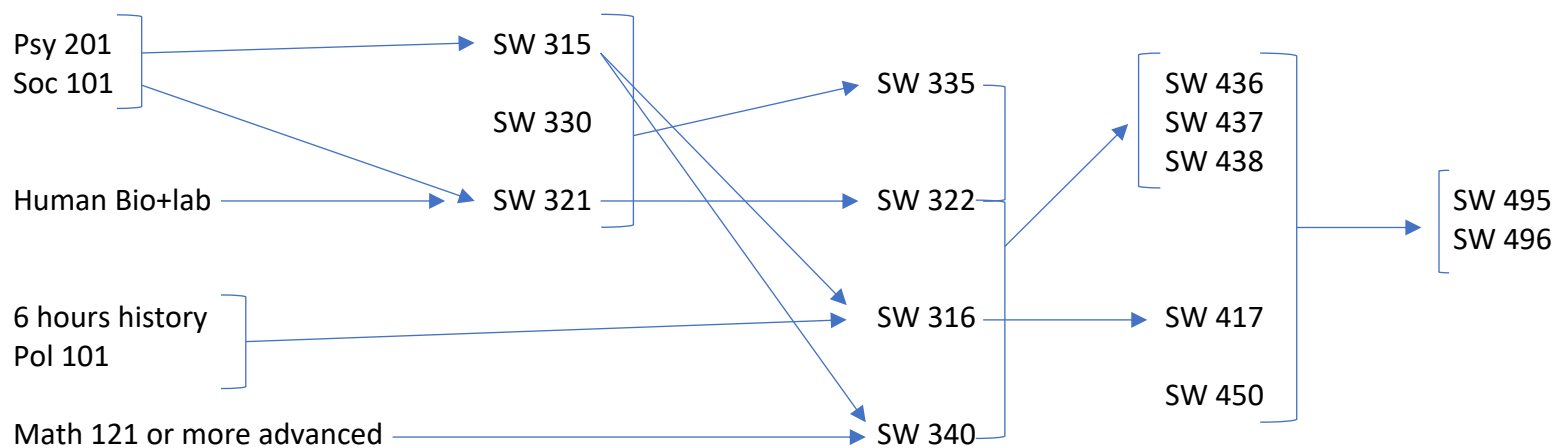 Psy 201
Soc 101
Human Bio+lab
6 hours history
Pol 101
Math 121 or more advanced
SW 315
SW 330
SW 321
SW 335
SW 322
SW 316
SW 340
SW 436
SW 437
SW 438
SW 417
SW 450
SW 495
SW 496